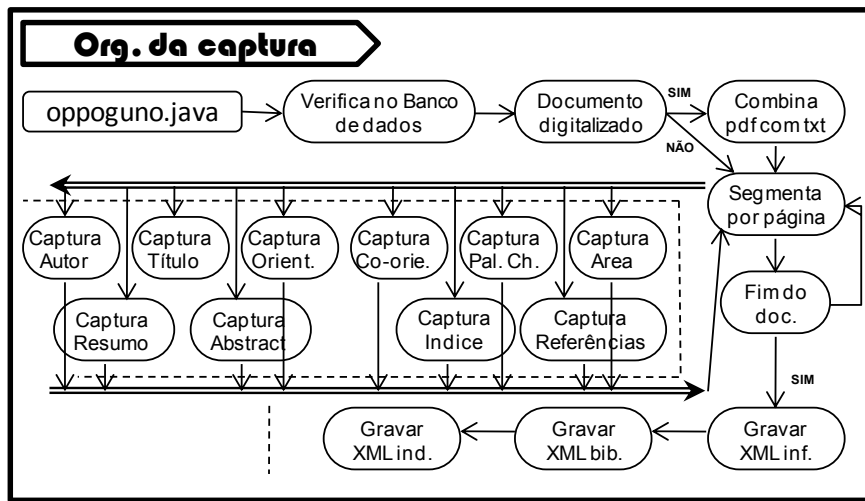 Org. da captura
oppoguno.java
Verifica no Banco
de dados
Documento
digitalizado
SIM
NÃO
Combina
pdf com txt
Segmenta
por página
Captura
Autor
Captura
Título
Captura
Orient.
Captura
Co-orie.
Captura
Pal. Ch.
Captura
Area
Captura
Resumo
Captura
Abstract
Captura
Indice
Captura
Referências
Fim do
doc.
SIM
Gravar
XML ind.
Gravar
XML bib.
Gravar
XML inf.